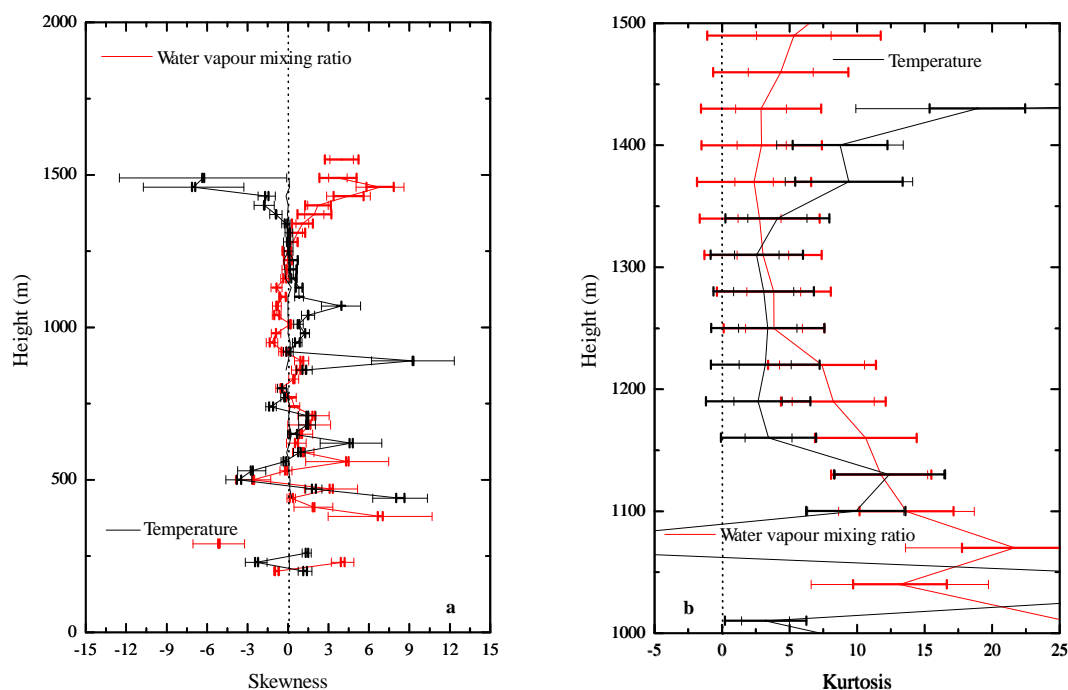 2000
1500
1000
500
0
Height (m)
-15 -12 -9 -6 -3 0 3 6 9 12 15
Skewness
Water vapour mixing ratio
Temperature
a
1500
1400
1300
1200
1100
1000
Height (m)
-5 0 5 10 15 20 25
Kurtosis
Temperature
Water vapour mixing ratio
b